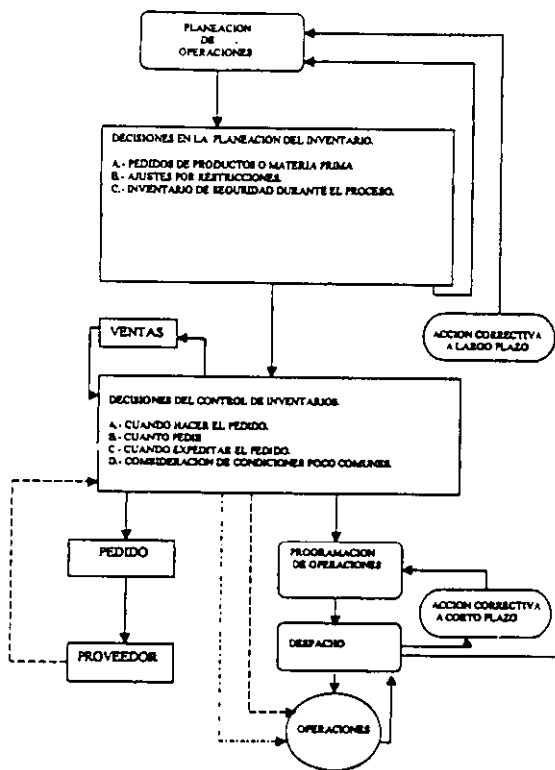 PLANEACION
DE
OPERACIONES
DECISIONES EN LA PLANEACION DEL INVENTARIO.
A.- PEDIDOS DE PRODUCTOS O MATERIA PRIMA
B.- AJUSTES POR RESTRICCIONES.
C.- INVENTARIO DE SEGURIDAD DURANTE EL PROCESO.
ACCION CORRECTIVA
A LARGO PLAZO
VENTAS
DECISIONES DEL CONTROL DE INVENTARIOS.
A.- CUANDO HACER EL PEDIDO.
B.- CUANTO PEDIR
C.- CUANDO EXPEDITAR EL PEDIDO.
D.- CONSIDERACION DE CONDICIONES POCO COMUNES.
PEDIDO
PROGRAMACION
DE OPERACIONES
ACCION CORRECTIVA
A CORTO PLAZO
PROVEEDOR
DESPACHO
OPERACIONES